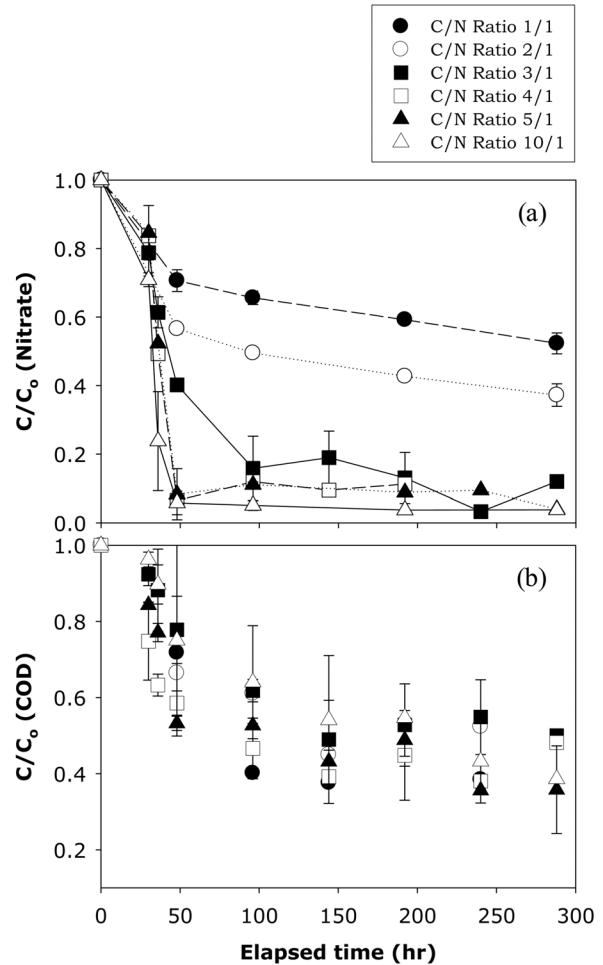 C/N Ratio 1/1
C/N Ratio 2/1
C/N Ratio 3/1
C/N Ratio 4/1
C/N Ratio 5/1
C/N Ratio 10/1
(a)
C/Co (Nitrate)
1.0
0.8
0.6
0.4
0.2
0.0
(b)
C/Co (COD)
1.0
0.8
0.6
0.4
0.2
0 50 100 150 200 250 300
Elapsed time (hr)